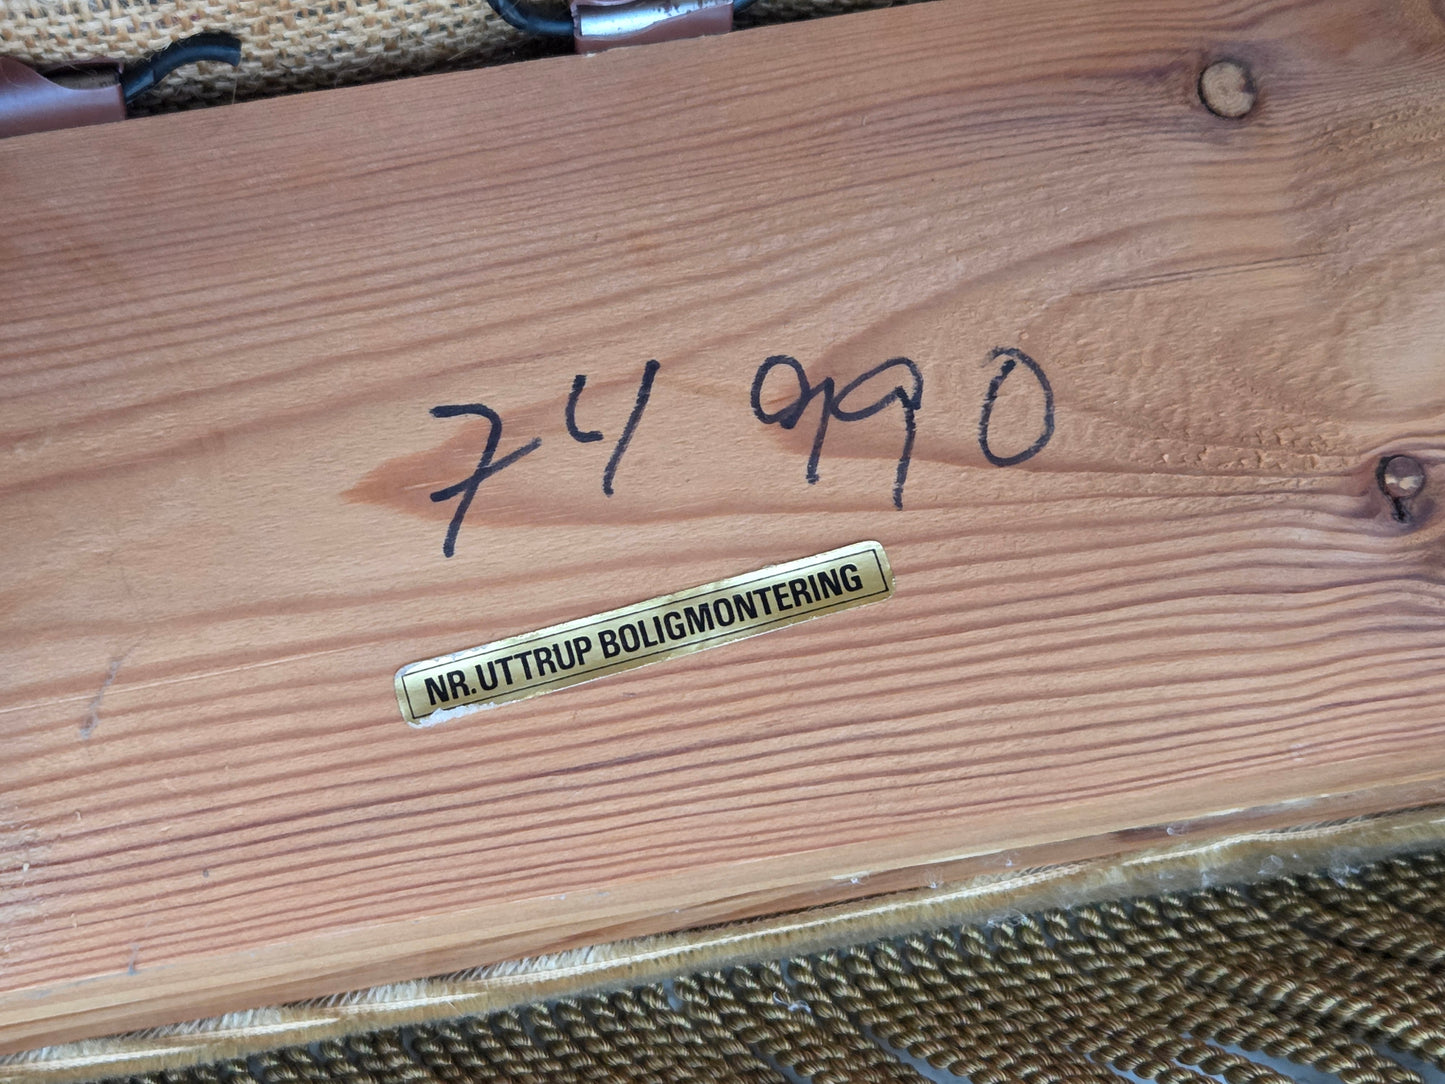 74 990
NR. UTTRUP BOLIGMONTERING